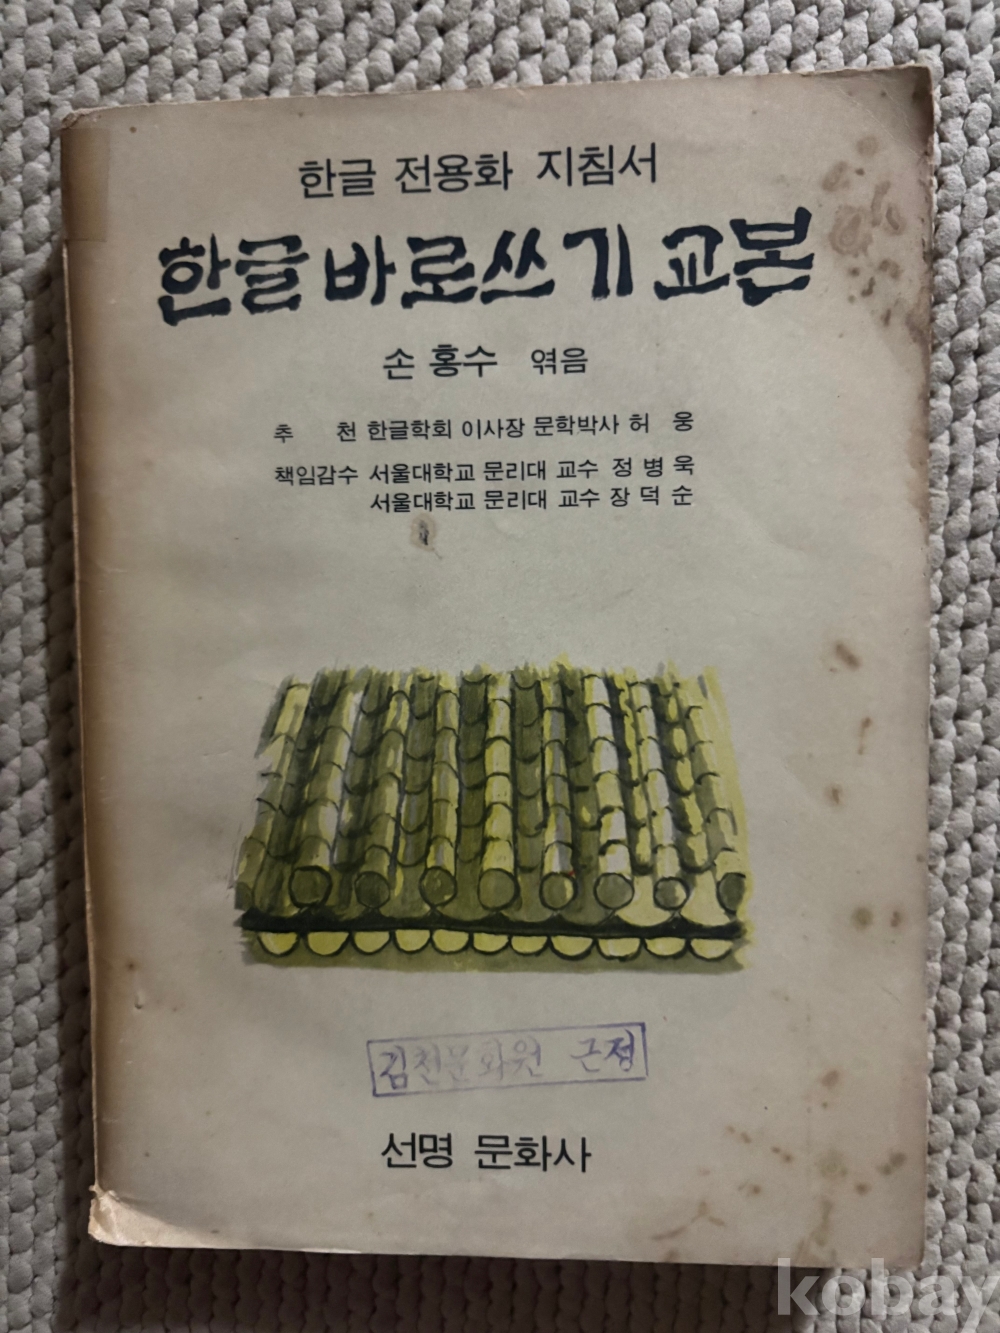 한글 전용화 지침서
한글 바로쓰기 교본
손 홍수 엮음
추 천 한글학회 이사장 문학박사 허 웅
책임감수 서울대학교 문리대 교수 정 병 욱
서울대학교 문리대 교수 장 덕 순
김천문화원 근정
선명 문화사
kobay